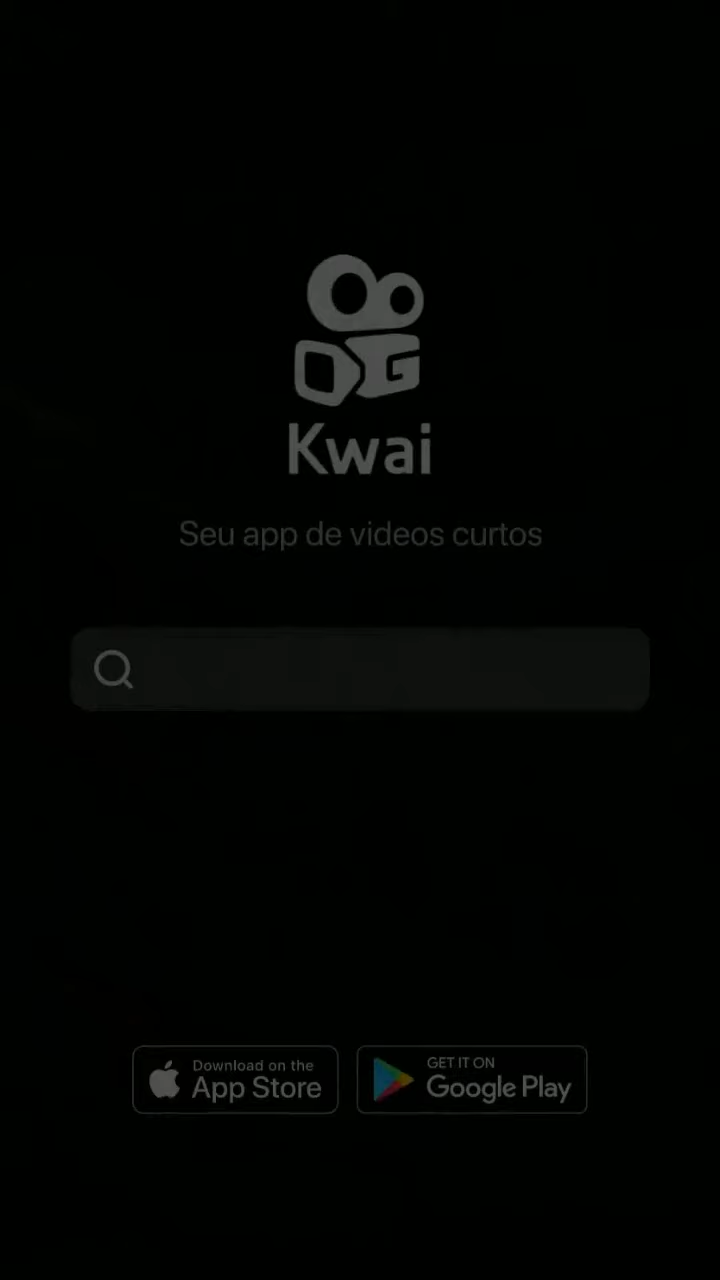 Kwai
Seu app de videos curtos
Download on the
App Store
GET IT ON
Google Play